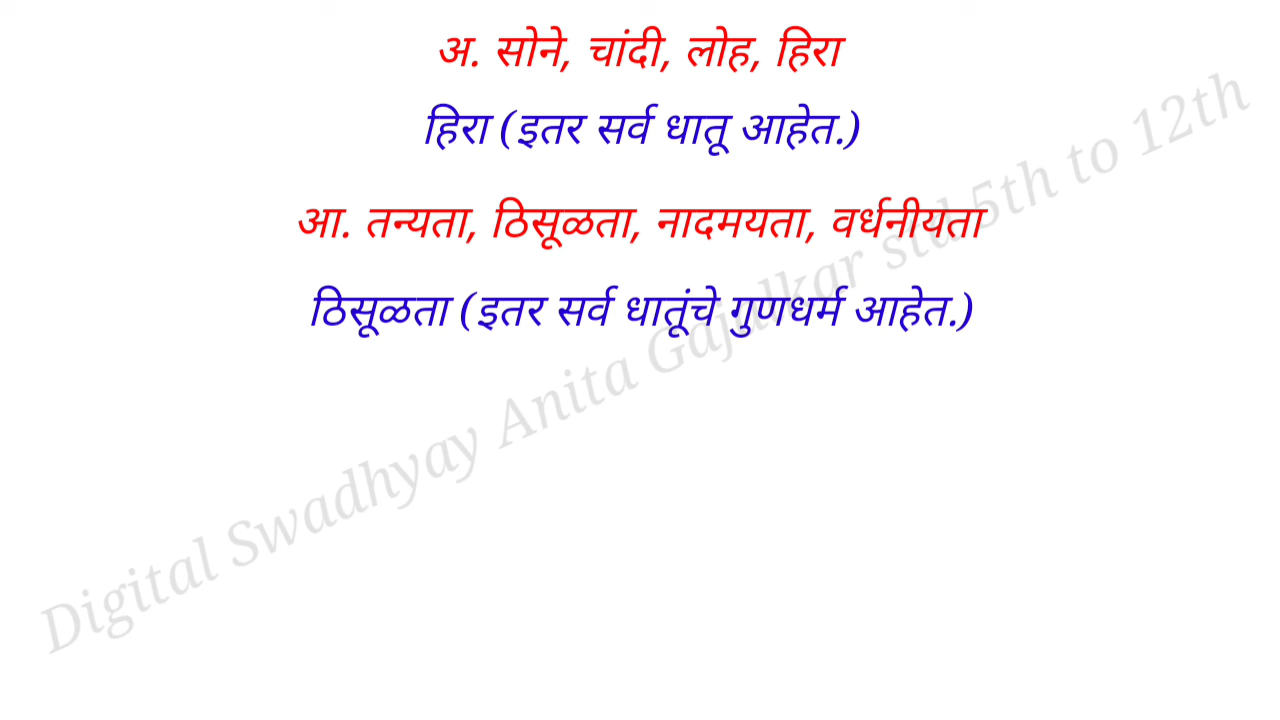 अ. सोने, चांदी, लोह, हिरा
हिरा (इतर सर्व धातू आहेत.)
आ. तन्यता, ठिसूळता, नादमयता, वर्धनीयता
ठिसूळता (इतर सर्व धातूंचे गुणधर्म आहेत.)
Digital Swadhyay Anita Gajulkar std 5th to 12th